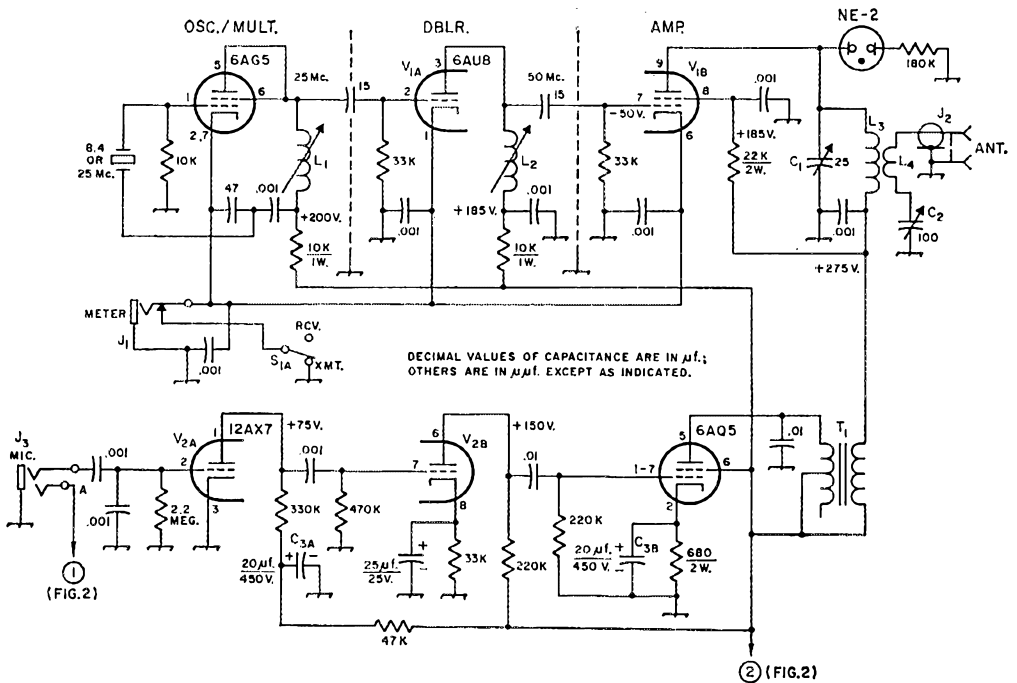 OSC./MULT.
DBLR.
AMP.
NE-2
180K
5
6AG5
1
6
2,7
25 Mc.
15
V1A
3
6AU8
2
1
50 Mc.
15
9
V1B
7
8
-50V.
6
.001
+185V.
22K
2W.
C1
25
L3
L4
J2
ANT.
C2
100
.001
+275V.
8.4
OR
25 Mc.
10K
47
.001
L1
+200V.
10K
1W.
33K
.001
L2
+185V.
.001
10K
1W.
33K
.001
METER
J1
.001
RCV.
S1A
XMT.
DECIMAL VALUES OF CAPACITANCE ARE IN µf.;
OTHERS ARE IN µµf. EXCEPT AS INDICATED.
J3
MIC.
A
.001
.001
2.2
MEG.
V2A
1
12AX7
2
3
+75V.
.001
330K
470K
C3A
+
-
20µf.
450V.
V2B
6
7
8
25µf.
25V.
+
-
33K
+150V.
.01
220K
220K
6AQ5
5
1-7
6
2
C3B
20µf.
450V.
+
-
680
2W.
.01
T1
1
(FIG.2)
47K
2
(FIG.2)